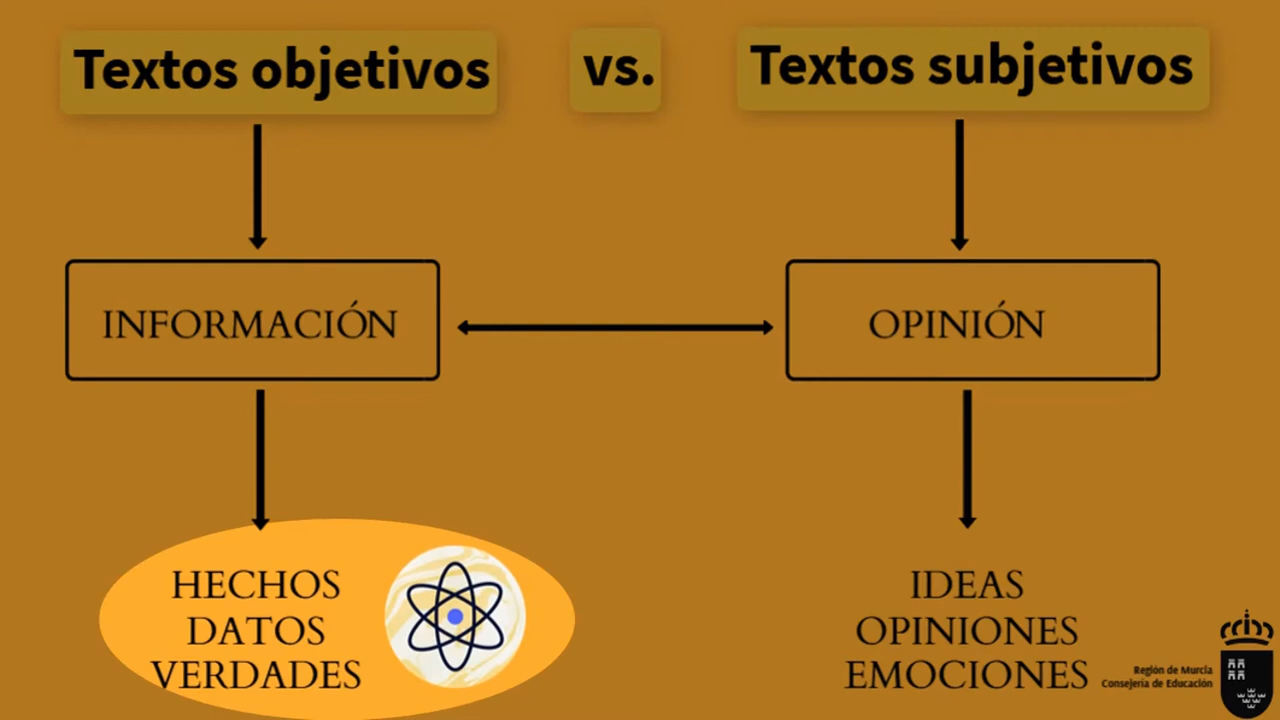 Textos objetivos vs. Textos subjetivos
INFORMACIÓN
OPINIÓN
HECHOS
DATOS
VERDADES
IDEAS
OPINIONES
EMOCIONES
Región de Murcia
Consejería de Educación